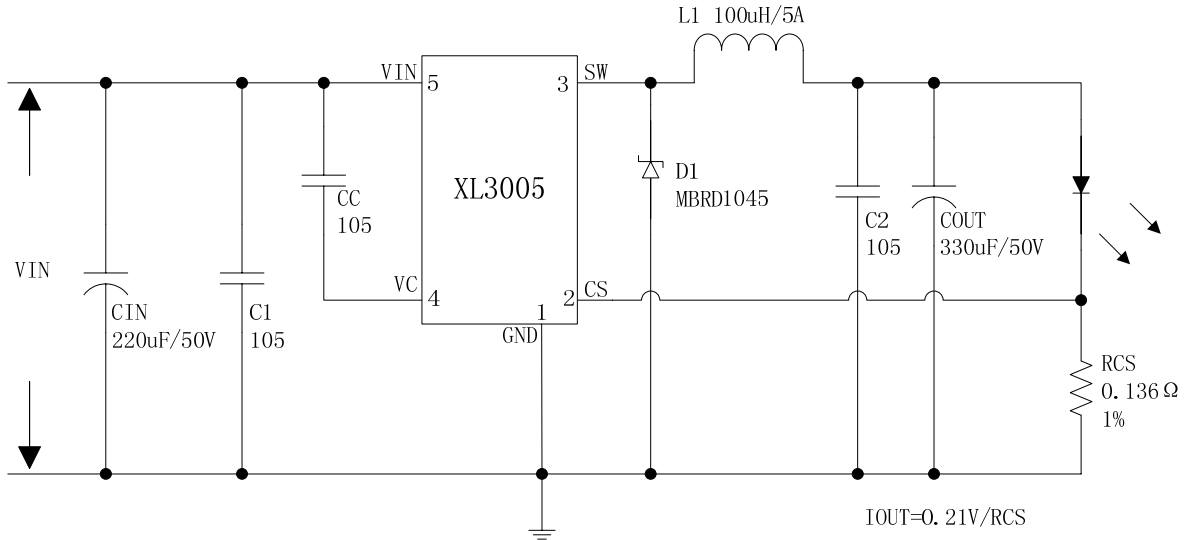 L1 100uH/5A
VIN
5
3
SW
XL3005
CC
105
D1
MBRD1045
C2
105
COUT
330uF/50V
VIN
VC
4
2
CS
1
GND
CIN
220uF/50V
C1
105
RCS
0.136Ω
1%
IOUT=0.21V/RCS